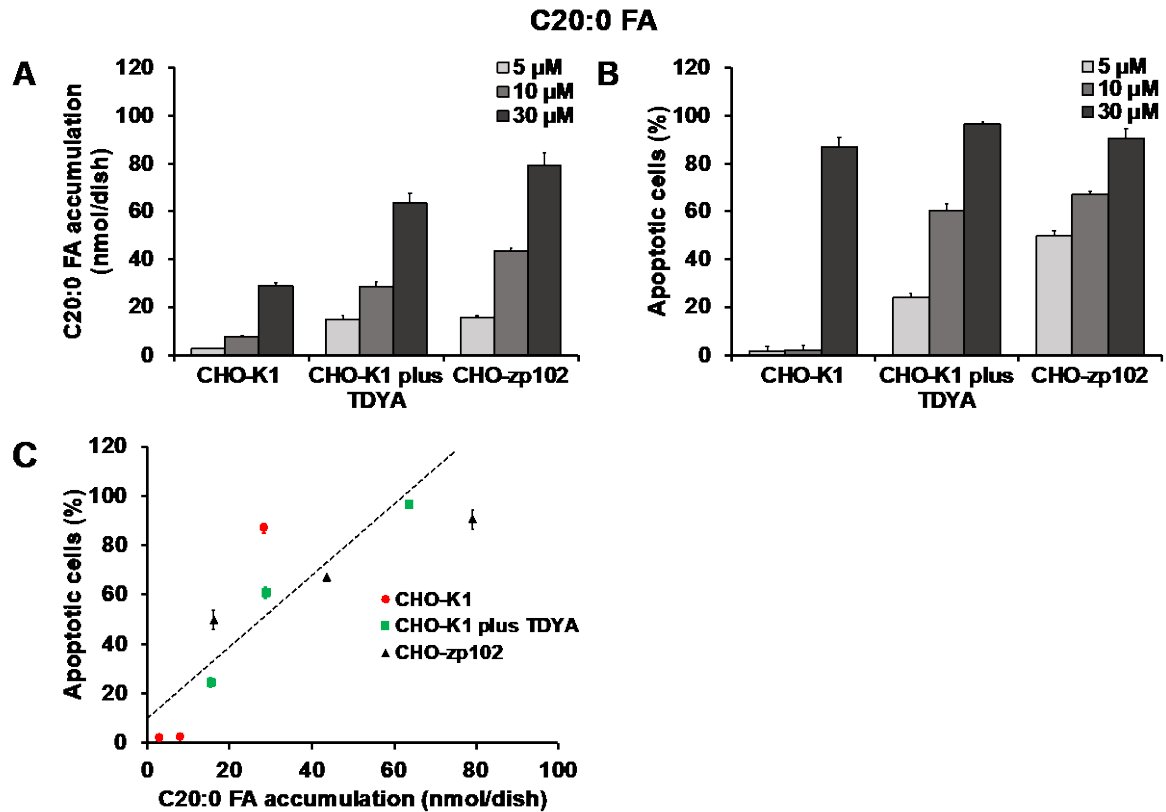 C20:0 FA
A
C20:0 FA accumulation
(nmol/dish)
120
100
80
60
40
20
0
5 µM
10 µM
30 µM
CHO-K1
CHO-K1 plus
TDYA
CHO-zp102
B
Apoptotic cells (%)
120
100
80
60
40
20
0
5 µM
10 µM
30 µM
CHO-K1
CHO-K1 plus
TDYA
CHO-zp102
C
Apoptotic cells (%)
120
100
80
60
40
20
0
CHO-K1
CHO-K1 plus TDYA
CHO-zp102
0 20 40 60 80 100
C20:0 FA accumulation (nmol/dish)